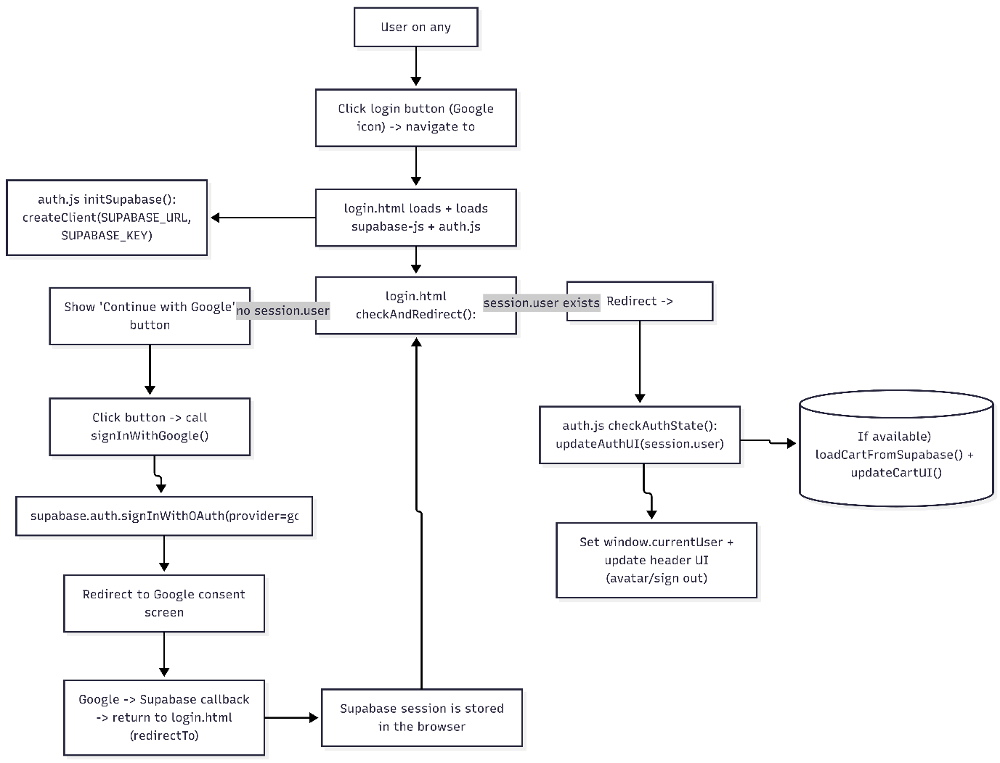 User on any
Click login button (Google
icon) -> navigate to
auth.js initSupabase():
createClient(SUPABASE_URL,
SUPABASE_KEY)
login.html loads + loads
supabase-js + auth.js
Show 'Continue with Google'
button
no session.user
login.html
checkAndRedirect():
session.user exists
Redirect ->
Click button -> call
signInWithGoogle()
auth.js checkAuthState():
updateAuthUI(session.user)
If available)
loadCartFromSupabase() +
updateCartUI()
supabase.auth.signInWithOAuth(provider=gc
Set window.currentUser +
update header UI
(avatar/sign out)
Redirect to Google consent
screen
Google -> Supabase callback
-> return to login.html
(redirectTo)
Supabase session is stored
in the browser